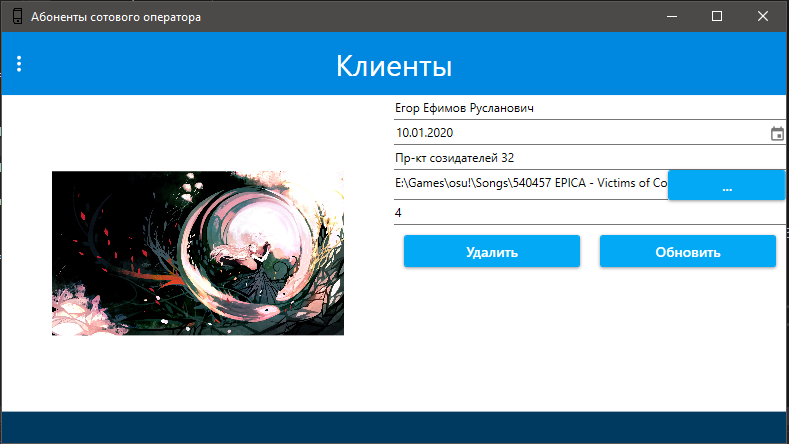 Абоненты сотового оператора
Клиенты
Егор Ефимов Русланович
10.01.2020
Пр-кт созидателей 32
E:\Games\osu!\Songs\540457 EPICA - Victims of Co
...
4
Удалить Обновить